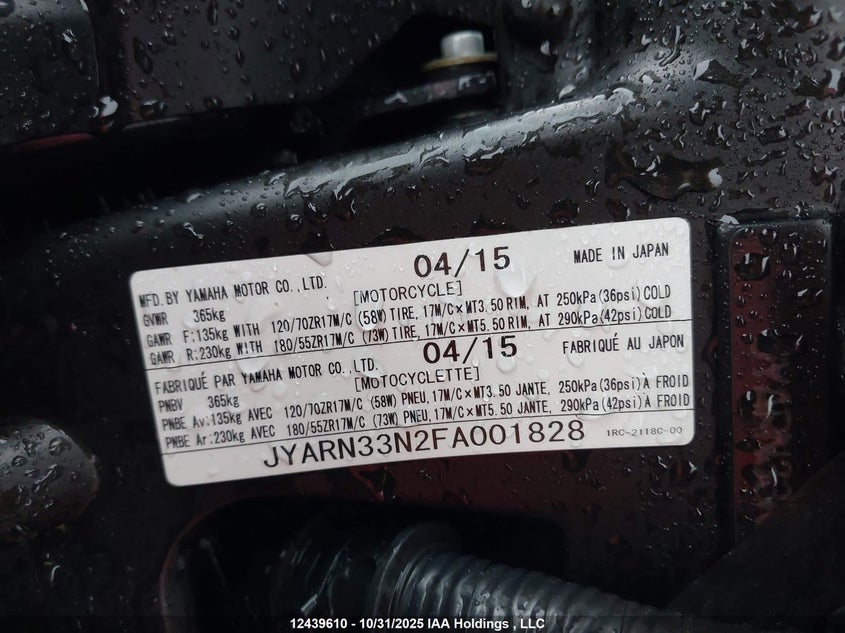 04/15 MADE IN JAPAN
MFD. BY YAMAHA MOTOR CO., LTD. [MOTORCYCLE]
GVWR 365kg
GAWR F:135kg WITH 120/70ZR17M/C (58W) TIRE, 17M/C×MT3.50 RIM, AT 250kPa(36psi)COLD
GAWR R:230kg WITH 180/55ZR17M/C (73W) TIRE, 17M/C×MT5.50 RIM, AT 290kPa(42psi)COLD
04/15 FABRIQUÉ AU JAPON
FABRIQUÉ PAR YAMAHA MOTOR CO., LTD. [MOTOCYCLETTE]
PNBV 365kg
PNBE Av:135kg AVEC 120/70ZR17M/C (58W) PNEU, 17M/C×MT3.50 JANTE, 250kPa(36psi)À FROID
PNBE Ar:230kg AVEC 180/55ZR17M/C (73W) PNEU, 17M/C×MT5.50 JANTE, 290kPa(42psi)À FROID
JYARN33N2FA001828 1RC-2118C-00
12439610 - 10/31/2025 IAA Holdings , LLC